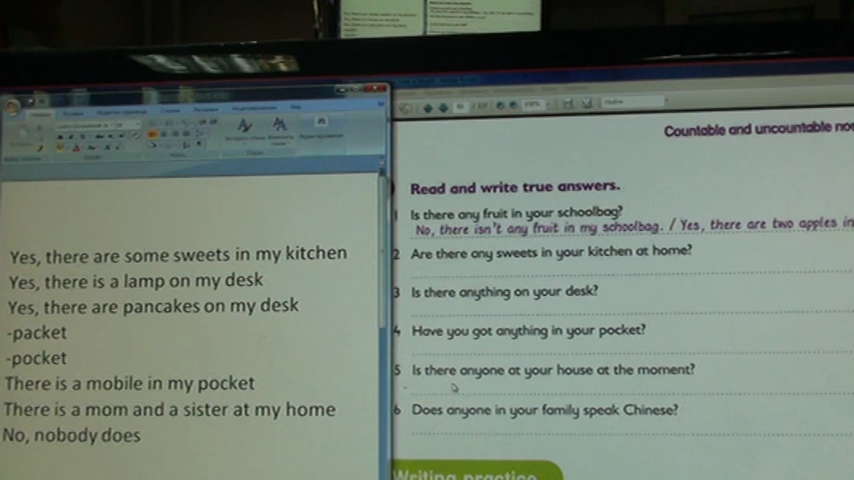 Yes, there are some sweets in my kitchen
Yes, there is a lamp on my desk
Yes, there are pancakes on my desk
-packet
-pocket
There is a mobile in my pocket
There is a mom and a sister at my home
No, nobody does
Countable and uncountable
Read and write true answers.
1 Is there any fruit in your schoolbag?
No, there isn't any fruit in my schoolbag. / Yes, there are two apples in
2 Are there any sweets in your kitchen at home?
3 Is there anything on your desk?
4 Have you got anything in your pocket?
5 Is there anyone at your house at the moment?
6 Does anyone in your family speak Chinese?
Writing practice